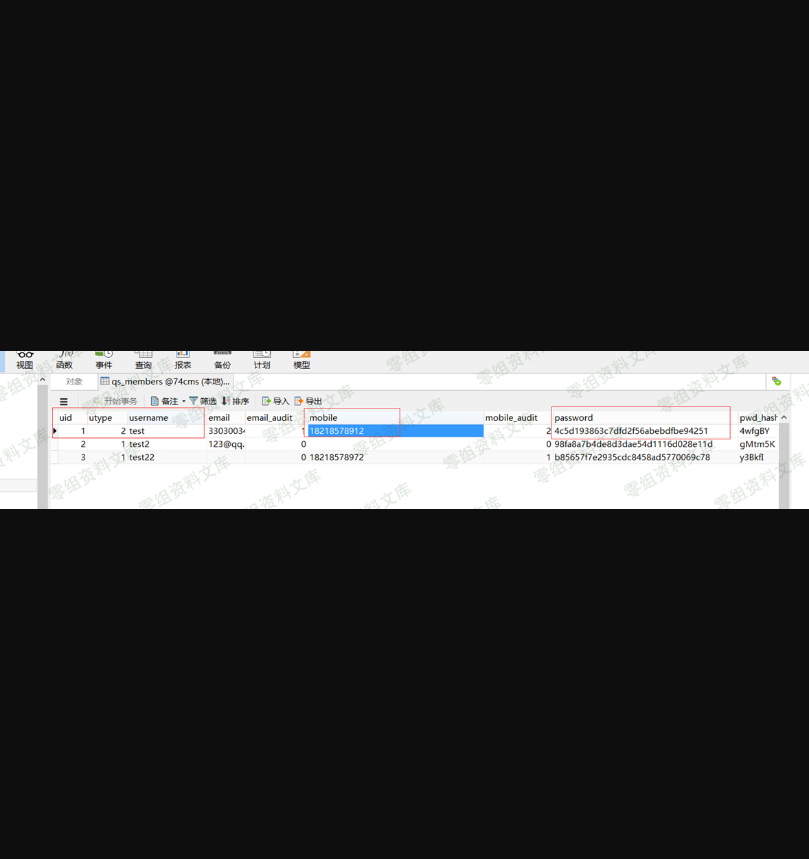 视图 函数 事件 查询 报表 备份 计划 模型
对象 qs_members @74cms (本地)...
开始事务 备注 筛选 排序 导入 导出
uid utype username email email_audit mobile mobile_audit password pwd_hash
1 2 test 33030034 1 18218578912 2 4c5d193863c7dfd2f56abebdfbe94251 4wfgBY
2 1 test2 123@qq. 0 0 98fa8a7b4de8d3dae54d1116d028e11d gMtm5K
3 1 test22 0 18218578972 1 b8565f7f7e2935cdc8458ad5770069c78 y3BkfI
零组资料文库